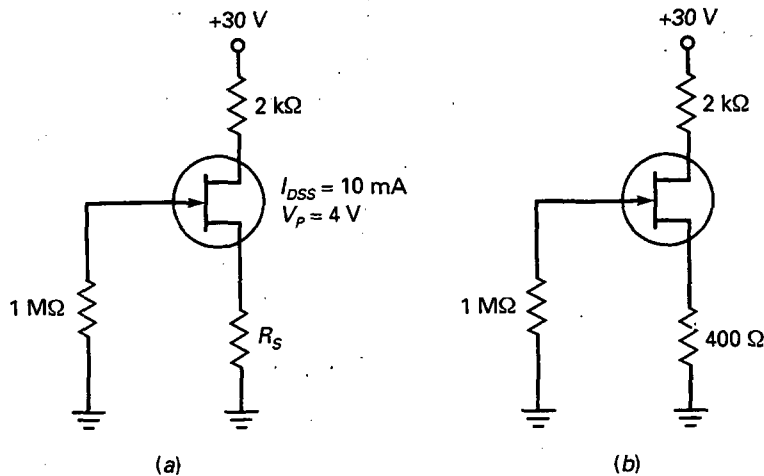 +30 V
2 kΩ
I_DSS = 10 mA
V_P = 4 V
1 MΩ
R_S
(a)
+30 V
2 kΩ
1 MΩ
400 Ω
(b)